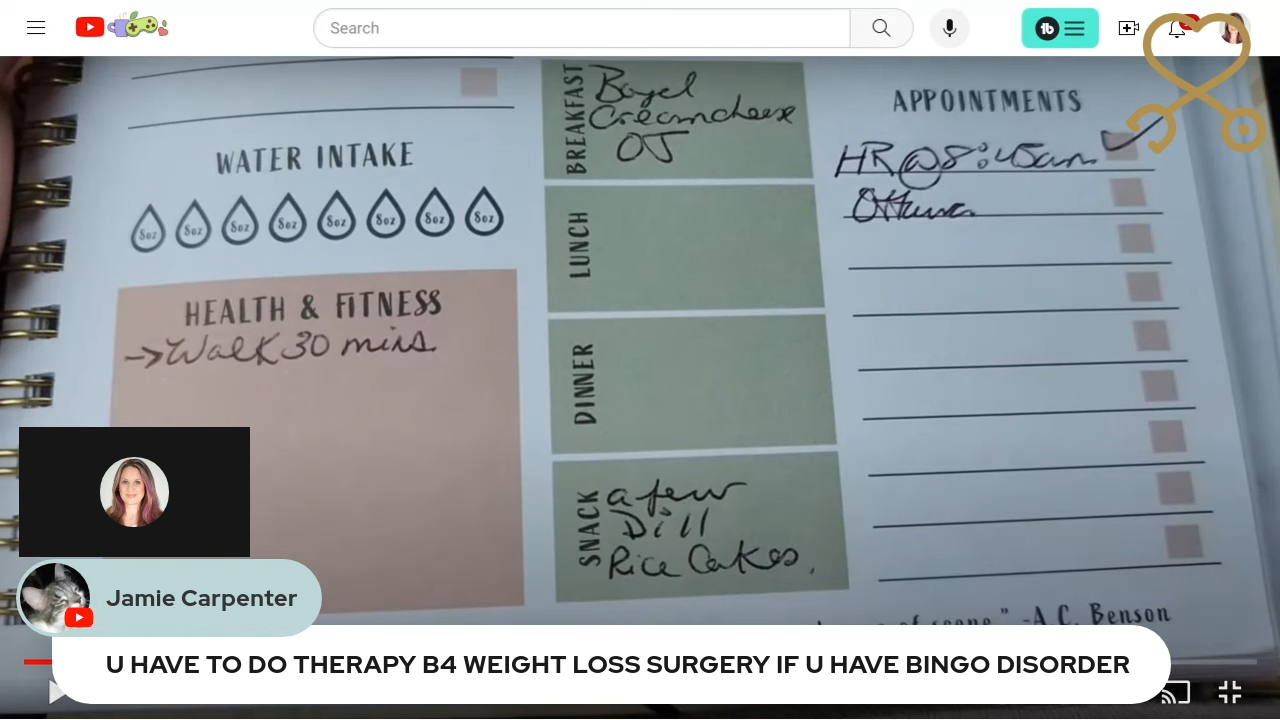 Search
WATER INTAKE
8oz 8oz 8oz 8oz 8oz 8oz 8oz 8oz
HEALTH & FITNESS
→Walk 30 mins.
BREAKFAST
Bagel
Creamcheese
OJ
LUNCH
DINNER
SNACK
a few
Dill
Rice Cakes.
APPOINTMENTS
HR @ 8:45am
Ottawa
" -A.C. Benson
Jamie Carpenter
U HAVE TO DO THERAPY B4 WEIGHT LOSS SURGERY IF U HAVE BINGO DISORDER